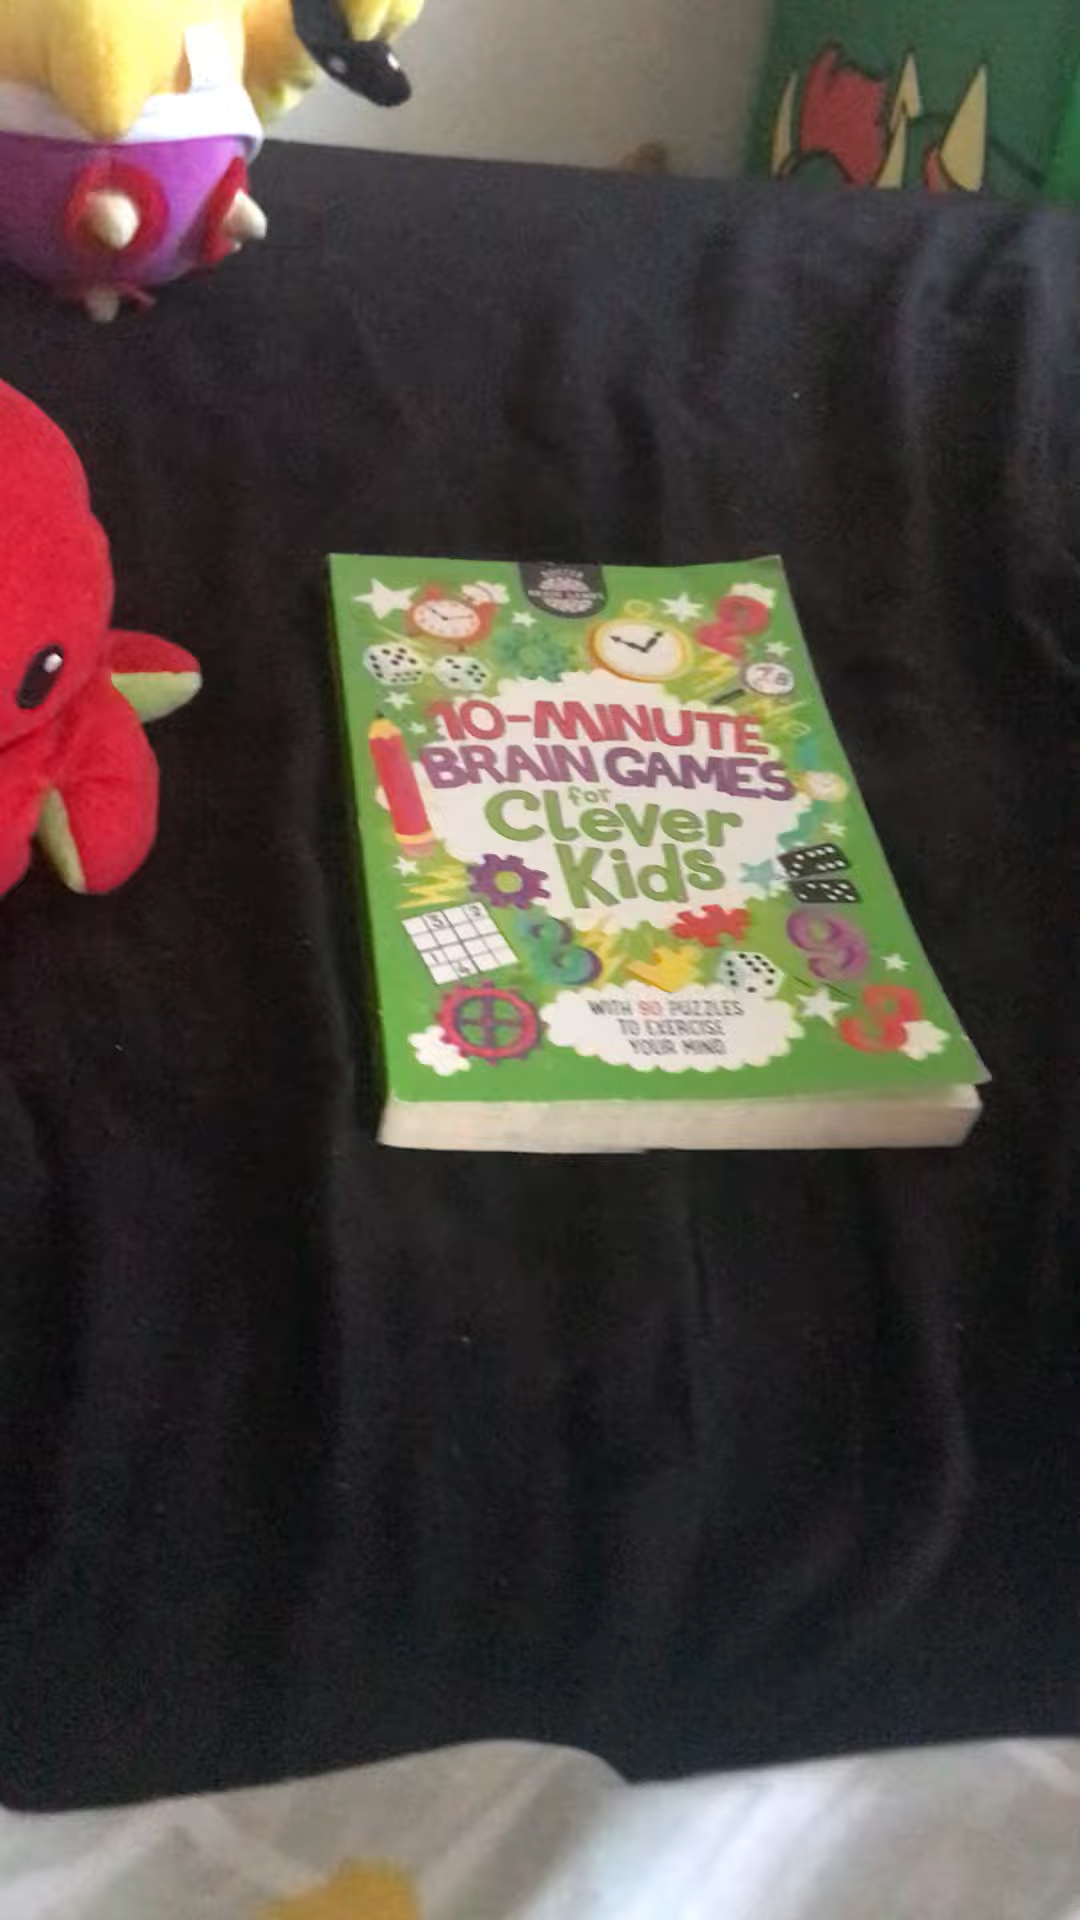 10-MINUTE
BRAIN GAMES
for
Clever
Kids
WITH 90 PUZZLES
TO EXERCISE
YOUR MIND